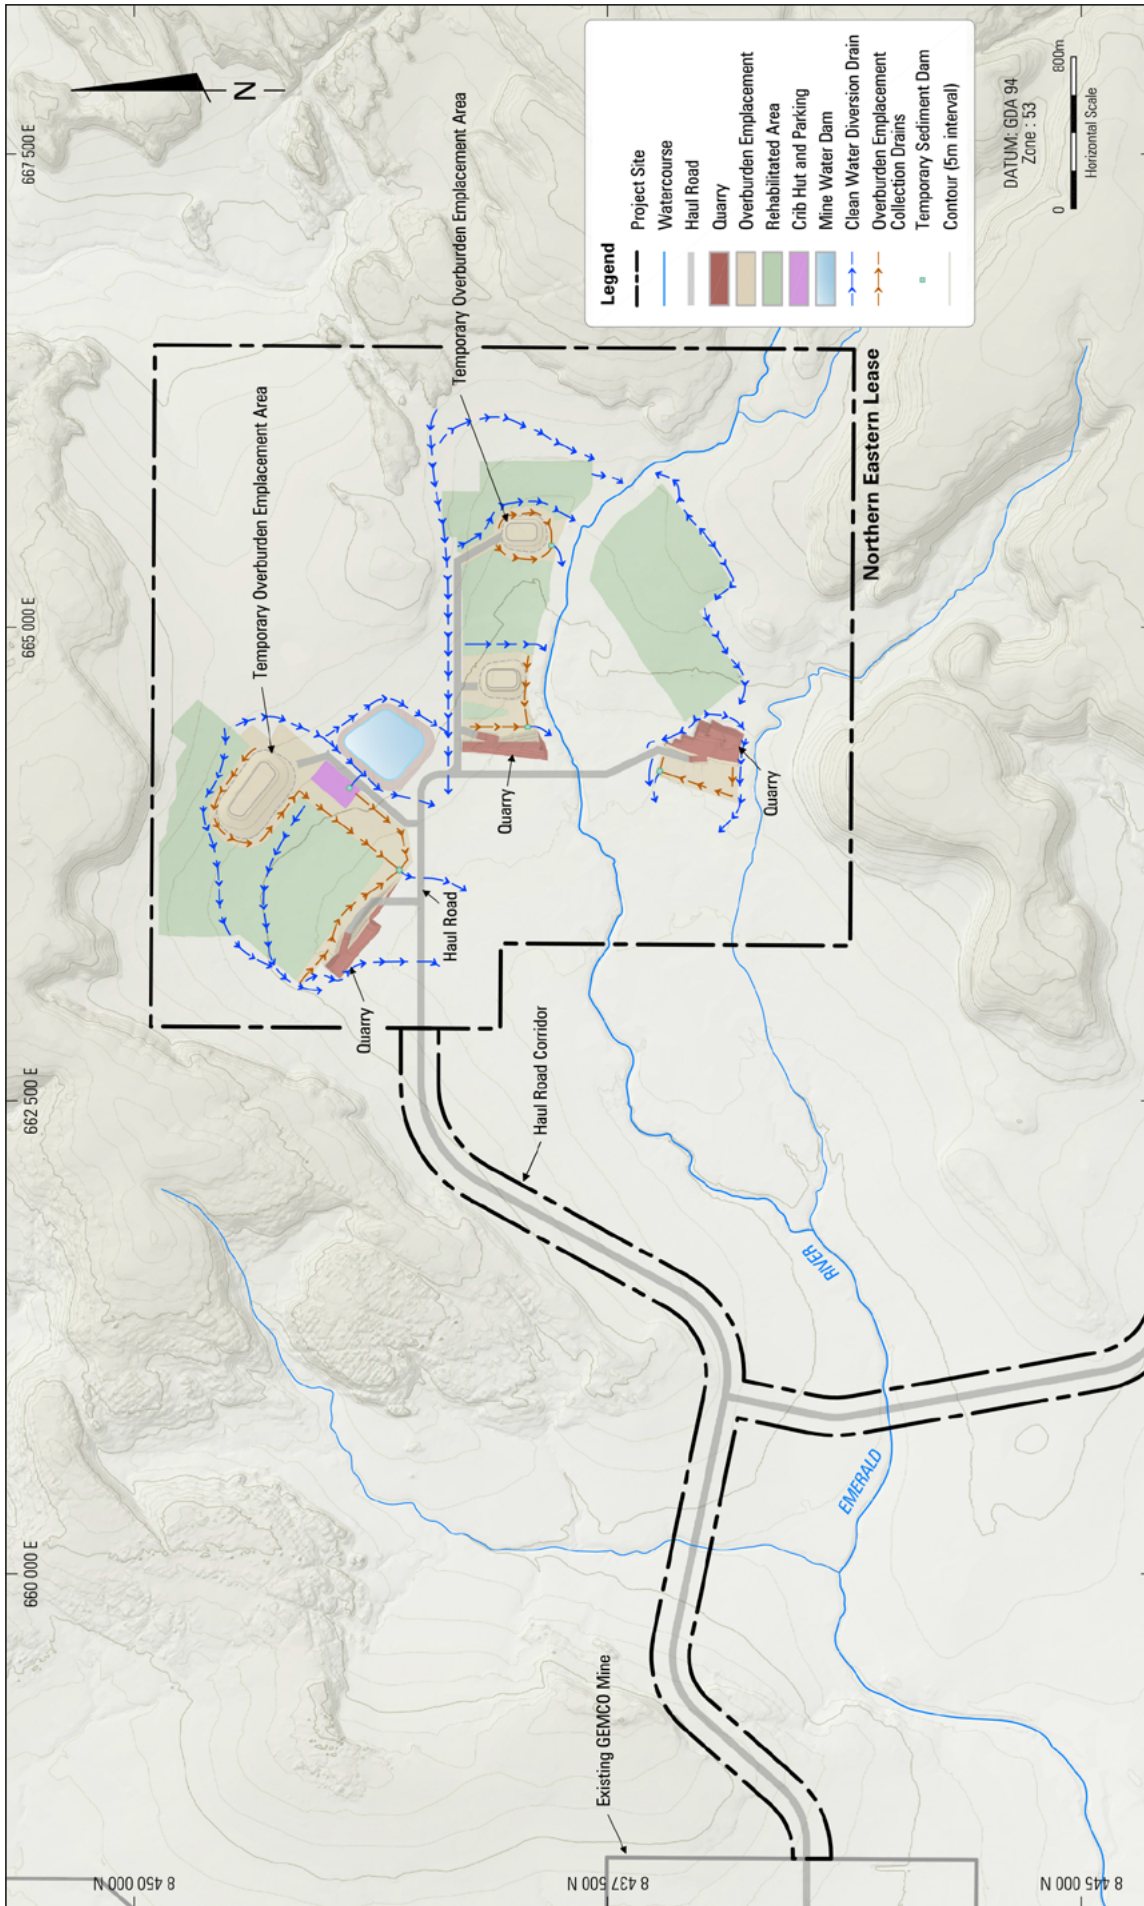 8 450 000 N
8 437 500 N
8 445 000 N
660 000 E
662 500 E
665 000 E
667 500 E
N
Existing GEMCO Mine
EMERALD
RIVER
Haul Road Corridor
Quarry
Haul Road
Quarry
Quarry
Temporary Overburden Emplacement Area
Temporary Overburden Emplacement Area
Northern Eastern Lease
Legend
Project Site
Watercourse
Haul Road
Quarry
Overburden Emplacement
Rehabilitated Area
Crib Hut and Parking
Mine Water Dam
Clean Water Diversion Drain
Overburden Emplacement
Collection Drains
Temporary Sediment Dam
Contour (5m interval)
DATUM: GDA 94
Zone : 53
0 800m
Horizontal Scale